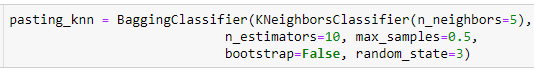 pasting_knn = BaggingClassifier(KNeighborsClassifier(n_neighbors=5),
n_estimators=10, max_samples=0.5,
bootstrap=False, random_state=3)